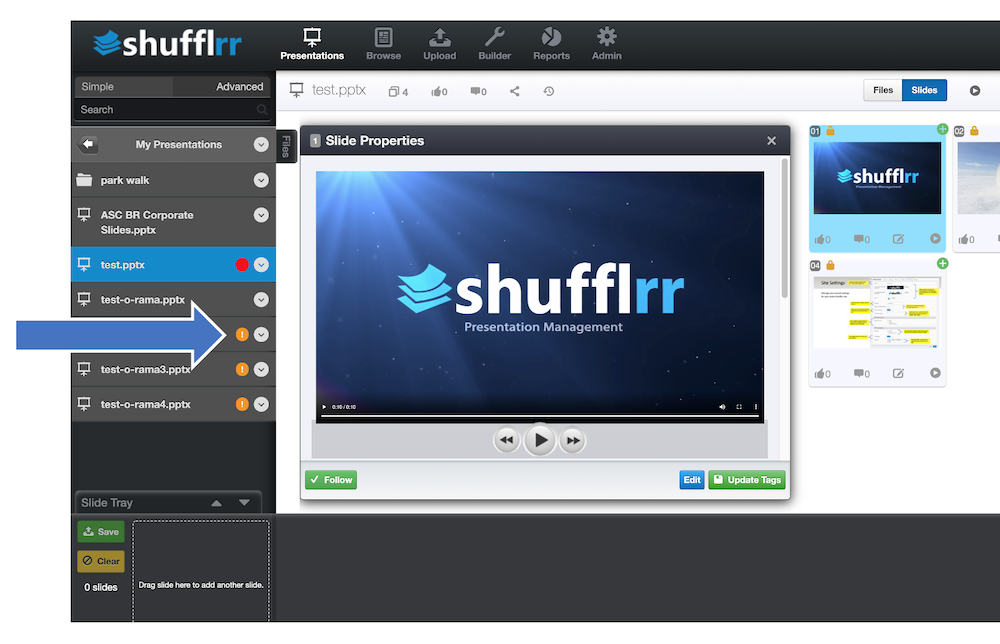 shufflrr
Presentations
Browse
Upload
Builder
Reports
Admin
Simple
Advanced
Search
My Presentations
park walk
ASC BR Corporate
Slides.pptx
test.pptx
test-o-rama.pptx
test-o-rama3.pptx
test-o-rama4.pptx
Files
test.pptx
4
0
0
Files
Slides
1 Slide Properties
shufflrr
Presentation Management
0:10 / 0:10
Follow
Edit
Update Tags
01
shufflrr
Presentation Management
0
0
02
0
04
Site Settings
0
0
Slide Tray
Save
Clear
0 slides
Drag slide here to add another slide.